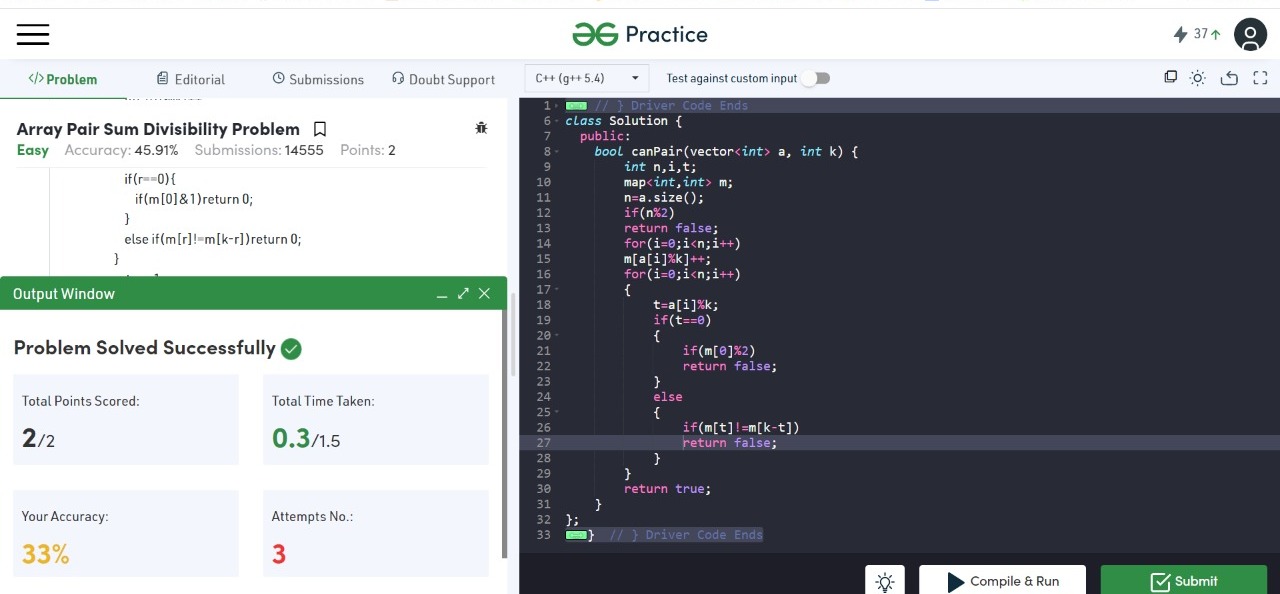 Practice
37
Problem
Editorial
Submissions
Doubt Support
C++ (g++ 5.4)
Test against custom input
Array Pair Sum Divisibility Problem
Easy Accuracy: 45.91% Submissions: 14555 Points: 2
if(r==0){
if(m[0]&1)return 0;
}
else if(m[r]!=m[k-r])return 0;
}
Output Window
Problem Solved Successfully
Total Points Scored:
2/2
Total Time Taken:
0.3/1.5
Your Accuracy:
33%
Attempts No.:
3
1 // } Driver Code Ends
6 class Solution {
7 public:
8 bool canPair(vector<int> a, int k) {
9 int n,i,t;
10 map<int,int> m;
11 n=a.size();
12 if(n%2)
13 return false;
14 for(i=0;i<n;i++)
15 m[a[i]%k]++;
16 for(i=0;i<n;i++)
17 {
18 t=a[i]%k;
19 if(t==0)
20 {
21 if(m[0]%2)
22 return false;
23 }
24 else
25 {
26 if(m[t]!=m[k-t])
27 return false;
28 }
29 }
30 return true;
31 }
32 };
33 } // } Driver Code Ends
Compile & Run
Submit